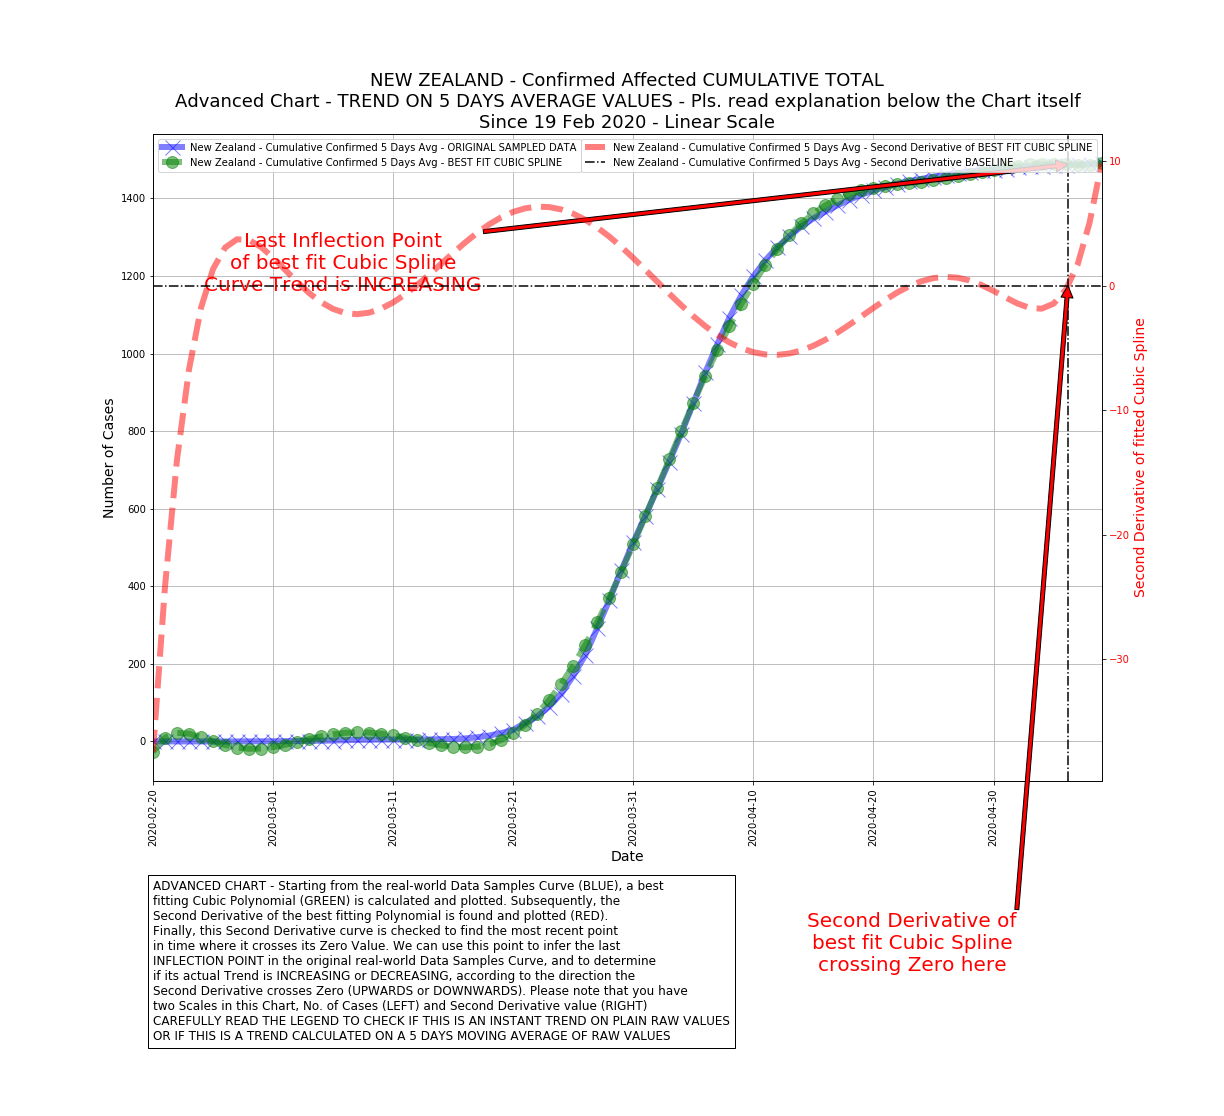 NEW ZEALAND - Confirmed Affected CUMULATIVE TOTAL
Advanced Chart - TREND ON 5 DAYS AVERAGE VALUES - Pls. read explanation below the Chart itself
Since 19 Feb 2020 - Linear Scale
New Zealand - Cumulative Confirmed 5 Days Avg - ORIGINAL SAMPLED DATA
New Zealand - Cumulative Confirmed 5 Days Avg - BEST FIT CUBIC SPLINE
New Zealand - Cumulative Confirmed 5 Days Avg - Second Derivative of BEST FIT CUBIC SPLINE
New Zealand - Cumulative Confirmed 5 Days Avg - Second Derivative BASELINE
Last Inflection Point
of best fit Cubic Spline
Curve Trend is INCREASING
Number of Cases
1400
1200
1000
800
600
400
200
0
10
0
−10
−20
−30
Second Derivative of fitted Cubic Spline
2020-02-20
2020-03-01
2020-03-11
2020-03-21
2020-03-31
2020-04-10
2020-04-20
2020-04-30
Date
ADVANCED CHART - Starting from the real-world Data Samples Curve (BLUE), a best
fitting Cubic Polynomial (GREEN) is calculated and plotted. Subsequently, the
Second Derivative of the best fitting Polynomial is found and plotted (RED).
Finally, this Second Derivative curve is checked to find the most recent point
in time where it crosses its Zero Value. We can use this point to infer the last
INFLECTION POINT in the original real-world Data Samples Curve, and to determine
if its actual Trend is INCREASING or DECREASING, according to the direction the
Second Derivative crosses Zero (UPWARDS or DOWNWARDS). Please note that you have
two Scales in this Chart, No. of Cases (LEFT) and Second Derivative value (RIGHT)
CAREFULLY READ THE LEGEND TO CHECK IF THIS IS AN INSTANT TREND ON PLAIN RAW VALUES
OR IF THIS IS A TREND CALCULATED ON A 5 DAYS MOVING AVERAGE OF RAW VALUES
Second Derivative of
best fit Cubic Spline
crossing Zero here